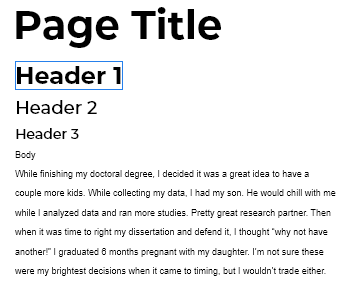 Page Title
Header 1
Header 2
Header 3
Body
While finishing my doctoral degree, I decided it was a great idea to have a
couple more kids. While collecting my data, I had my son. He would chill with me
while I analyzed data and ran more studies. Pretty great research partner. Then
when it was time to right my dissertation and defend it, I thought "why not have
another!" I graduated 6 months pregnant with my daughter. I'm not sure these
were my brightest decisions when it came to timing, but I wouldn't trade either.